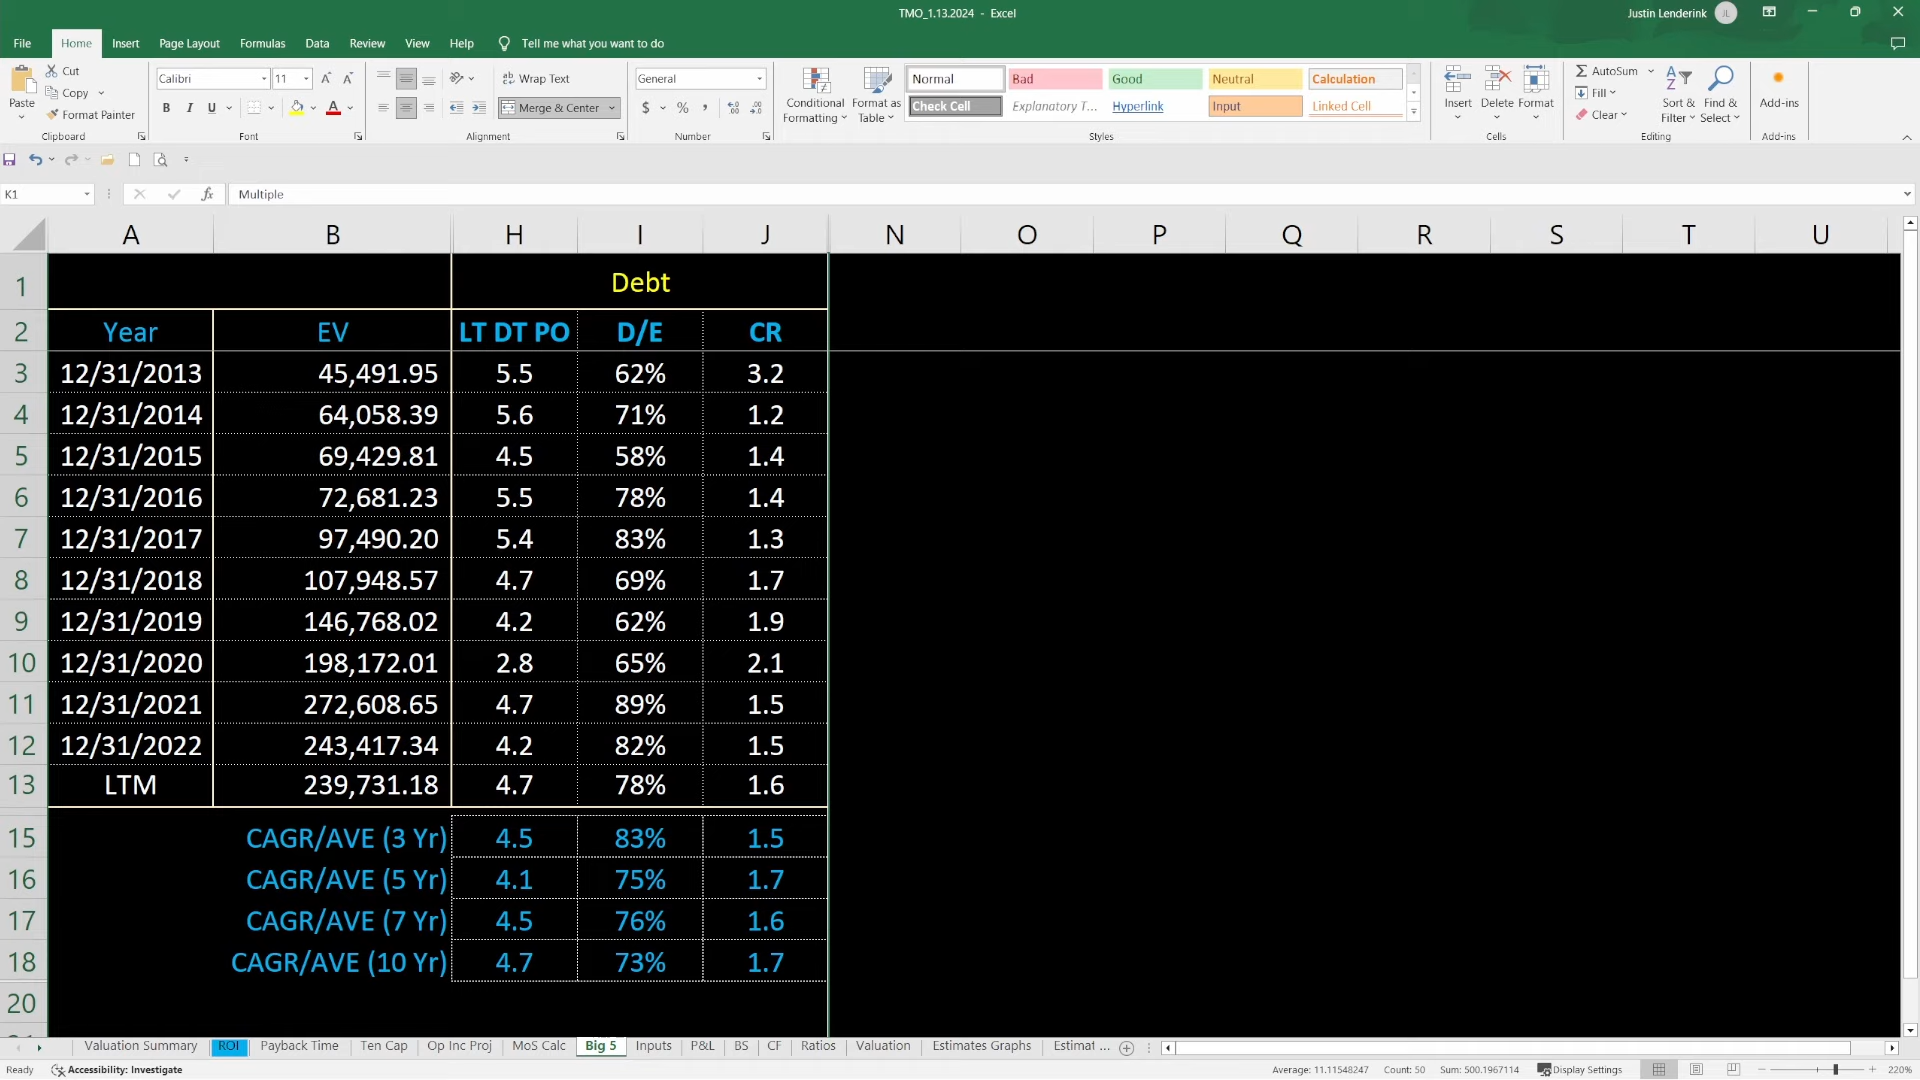 TMO_1.13.2024 - Excel
Justin Lenderink JL
File Home Insert Page Layout Formulas Data Review View Help Tell me what you want to do
Paste Cut Copy Format Painter
Calibri 11
B I U
Wrap Text
Merge & Center
General
$ % ,
Conditional Formatting
Format as Table
Normal Bad Good Neutral Calculation
Check Cell Explanatory T... Hyperlink Input Linked Cell
Insert Delete Format
AutoSum
Fill
Clear
Sort & Filter
Find & Select
Add-ins
Clipboard Font Alignment Number Styles Cells Editing Add-ins
K1 fx Multiple
A B H I J N O P Q R S T U
1 Debt
2 Year EV LT DT PO D/E CR
3 12/31/2013 45,491.95 5.5 62% 3.2
4 12/31/2014 64,058.39 5.6 71% 1.2
5 12/31/2015 69,429.81 4.5 58% 1.4
6 12/31/2016 72,681.23 5.5 78% 1.4
7 12/31/2017 97,490.20 5.4 83% 1.3
8 12/31/2018 107,948.57 4.7 69% 1.7
9 12/31/2019 146,768.02 4.2 62% 1.9
10 12/31/2020 198,172.01 2.8 65% 2.1
11 12/31/2021 272,608.65 4.7 89% 1.5
12 12/31/2022 243,417.34 4.2 82% 1.5
13 LTM 239,731.18 4.7 78% 1.6
15 CAGR/AVE (3 Yr) 4.5 83% 1.5
16 CAGR/AVE (5 Yr) 4.1 75% 1.7
17 CAGR/AVE (7 Yr) 4.5 76% 1.6
18 CAGR/AVE (10 Yr) 4.7 73% 1.7
20
Valuation Summary ROI Payback Time Ten Cap Op Inc Proj MoS Calc Big 5 Inputs P&L BS CF Ratios Valuation Estimates Graphs Estimat ...
Ready Accessibility: Investigate Average: 11.11548247 Count: 50 Sum: 500.1967114 Display Settings 220%